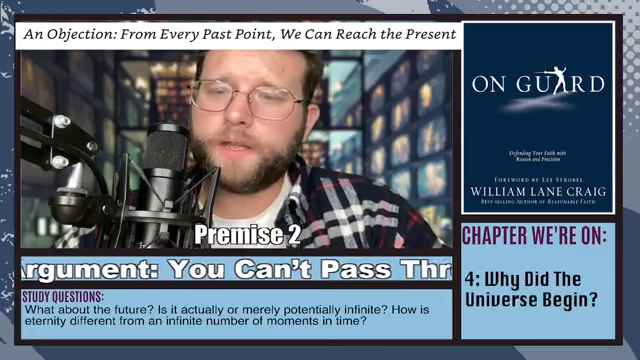 An Objection: From Every Past Point, We Can Reach the Present
ON GUARD
Defending Your Faith with
Reason and Precision
FOREWORD BY LEE STROBEL
WILLIAM LANE CRAIG
BEST-SELLING AUTHOR OF REASONABLE FAITH
Premise 2
Argument: You Can't Pass Thr
CHAPTER WE'RE ON:
4: Why Did The
Universe Begin?
STUDY QUESTIONS:
What about the future? Is it actually or merely potentially infinite? How is
eternity different from an infinite number of moments in time?